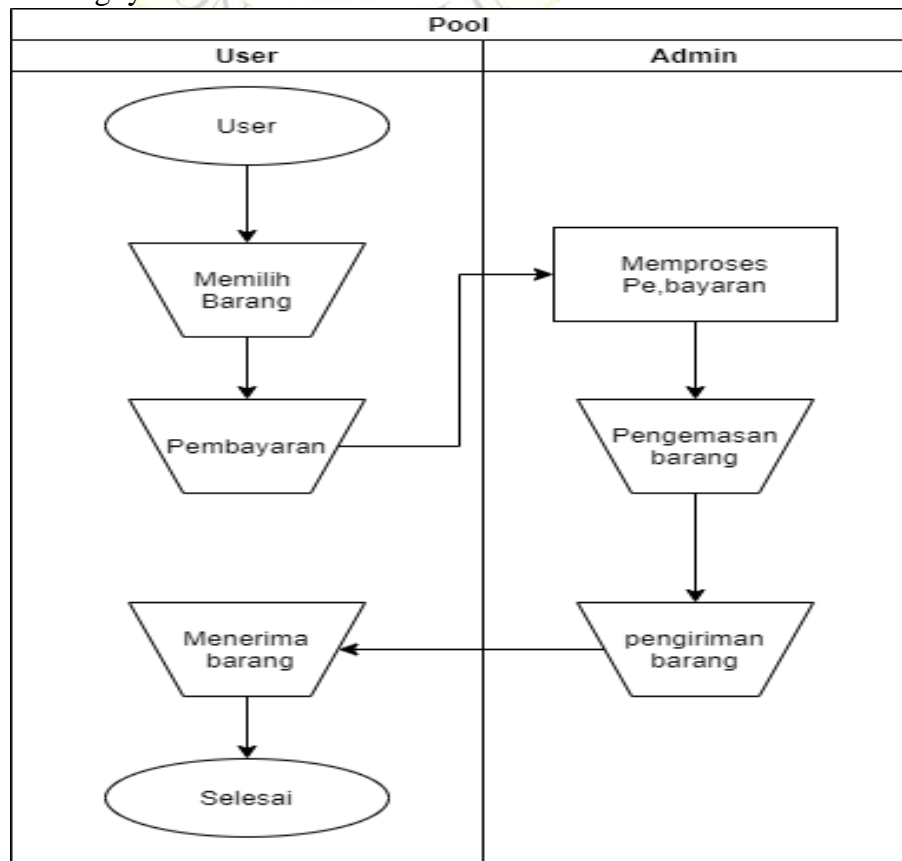 Pool
User
Admin
User
Memilih
Barang
Memproses
Pe,bayaran
Pembayaran
Pengemasan
barang
Menerima
barang
pengiriman
barang
Selesai